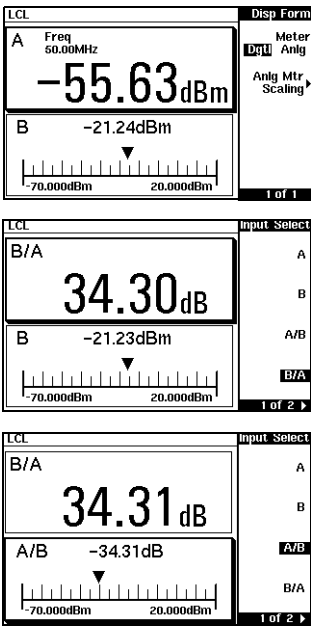 LCL Disp Form
A Freq
50.00MHz
-55.63dBm
Meter
Dgtl Anlg
Anlg Mtr
Scaling
B -21.24dBm
-70.000dBm 20.000dBm
1 of 1
LCL Input Select
B/A
34.30dB
A
B
A/B
B/A
B -21.23dBm
-70.000dBm 20.000dBm
1 of 2
LCL Input Select
B/A
34.31dB
A
B
A/B
B/A
A/B -34.31dB
-70.000dBm 20.000dBm
1 of 2